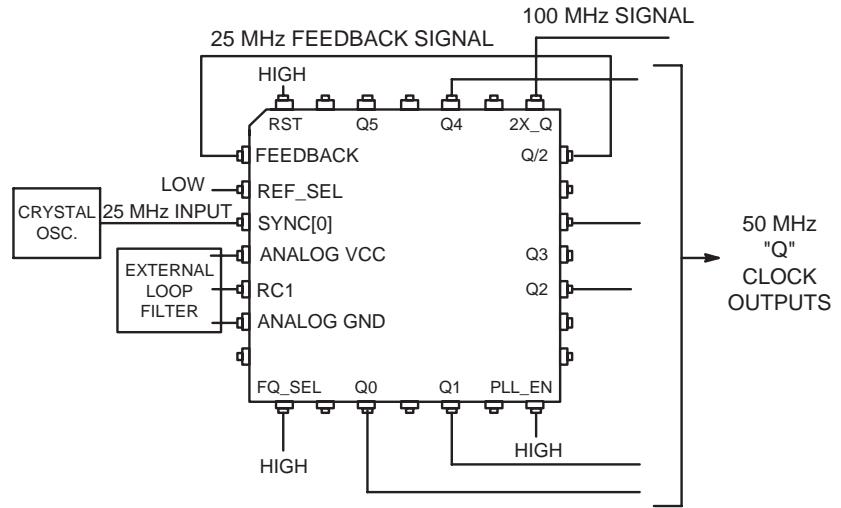 100 MHz SIGNAL
25 MHz FEEDBACK SIGNAL
HIGH
RST
Q5
Q4
2X_Q
FEEDBACK
Q/2
LOW
REF_SEL
CRYSTAL
OSC.
25 MHz INPUT
SYNC[0]
ANALOG VCC
Q3
EXTERNAL
LOOP
FILTER
RC1
Q2
ANALOG GND
FQ_SEL
Q0
Q1
PLL_EN
HIGH
HIGH
50 MHz
"Q"
CLOCK
OUTPUTS